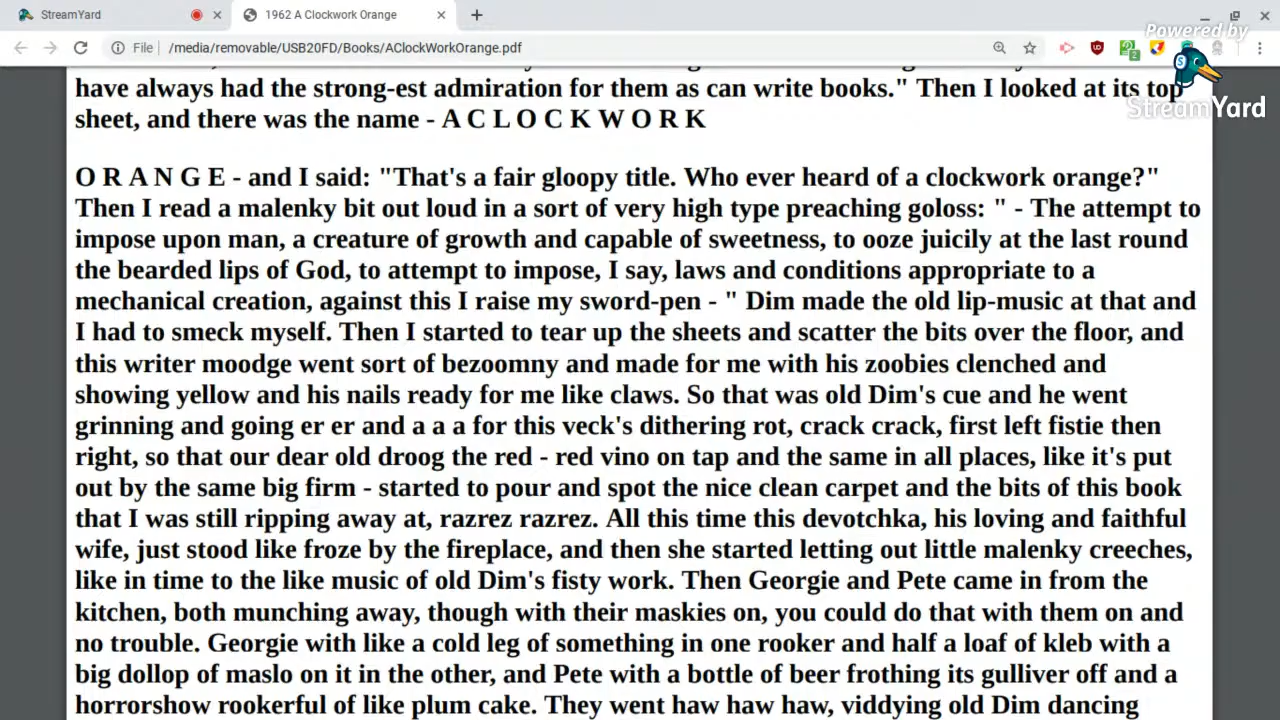 StreamYard
1962 A Clockwork Orange
File
/media/removable/USB20FD/Books/AClockWorkOrange.pdf
Powered by
StreamYard
have always had the strong-est admiration for them as can write books." Then I looked at its top
sheet, and there was the name - A C L O C K W O R K
O R A N G E - and I said: "That's a fair gloopy title. Who ever heard of a clockwork orange?"
Then I read a malenky bit out loud in a sort of very high type preaching goloss: " - The attempt to
impose upon man, a creature of growth and capable of sweetness, to ooze juicily at the last round
the bearded lips of God, to attempt to impose, I say, laws and conditions appropriate to a
mechanical creation, against this I raise my sword-pen - " Dim made the old lip-music at that and
I had to smeck myself. Then I started to tear up the sheets and scatter the bits over the floor, and
this writer moodge went sort of bezoomny and made for me with his zoobies clenched and
showing yellow and his nails ready for me like claws. So that was old Dim's cue and he went
grinning and going er er and a a a for this veck's dithering rot, crack crack, first left fistie then
right, so that our dear old droog the red - red vino on tap and the same in all places, like it's put
out by the same big firm - started to pour and spot the nice clean carpet and the bits of this book
that I was still ripping away at, razrez razrez. All this time this devotchka, his loving and faithful
wife, just stood like froze by the fireplace, and then she started letting out little malenky creeches,
like in time to the like music of old Dim's fisty work. Then Georgie and Pete came in from the
kitchen, both munching away, though with their maskies on, you could do that with them on and
no trouble. Georgie with like a cold leg of something in one rooker and half a loaf of kleb with a
big dollop of maslo on it in the other, and Pete with a bottle of beer frothing its gulliver off and a
horrorshow rookerful of like plum cake. They went haw haw haw, viddying old Dim dancing